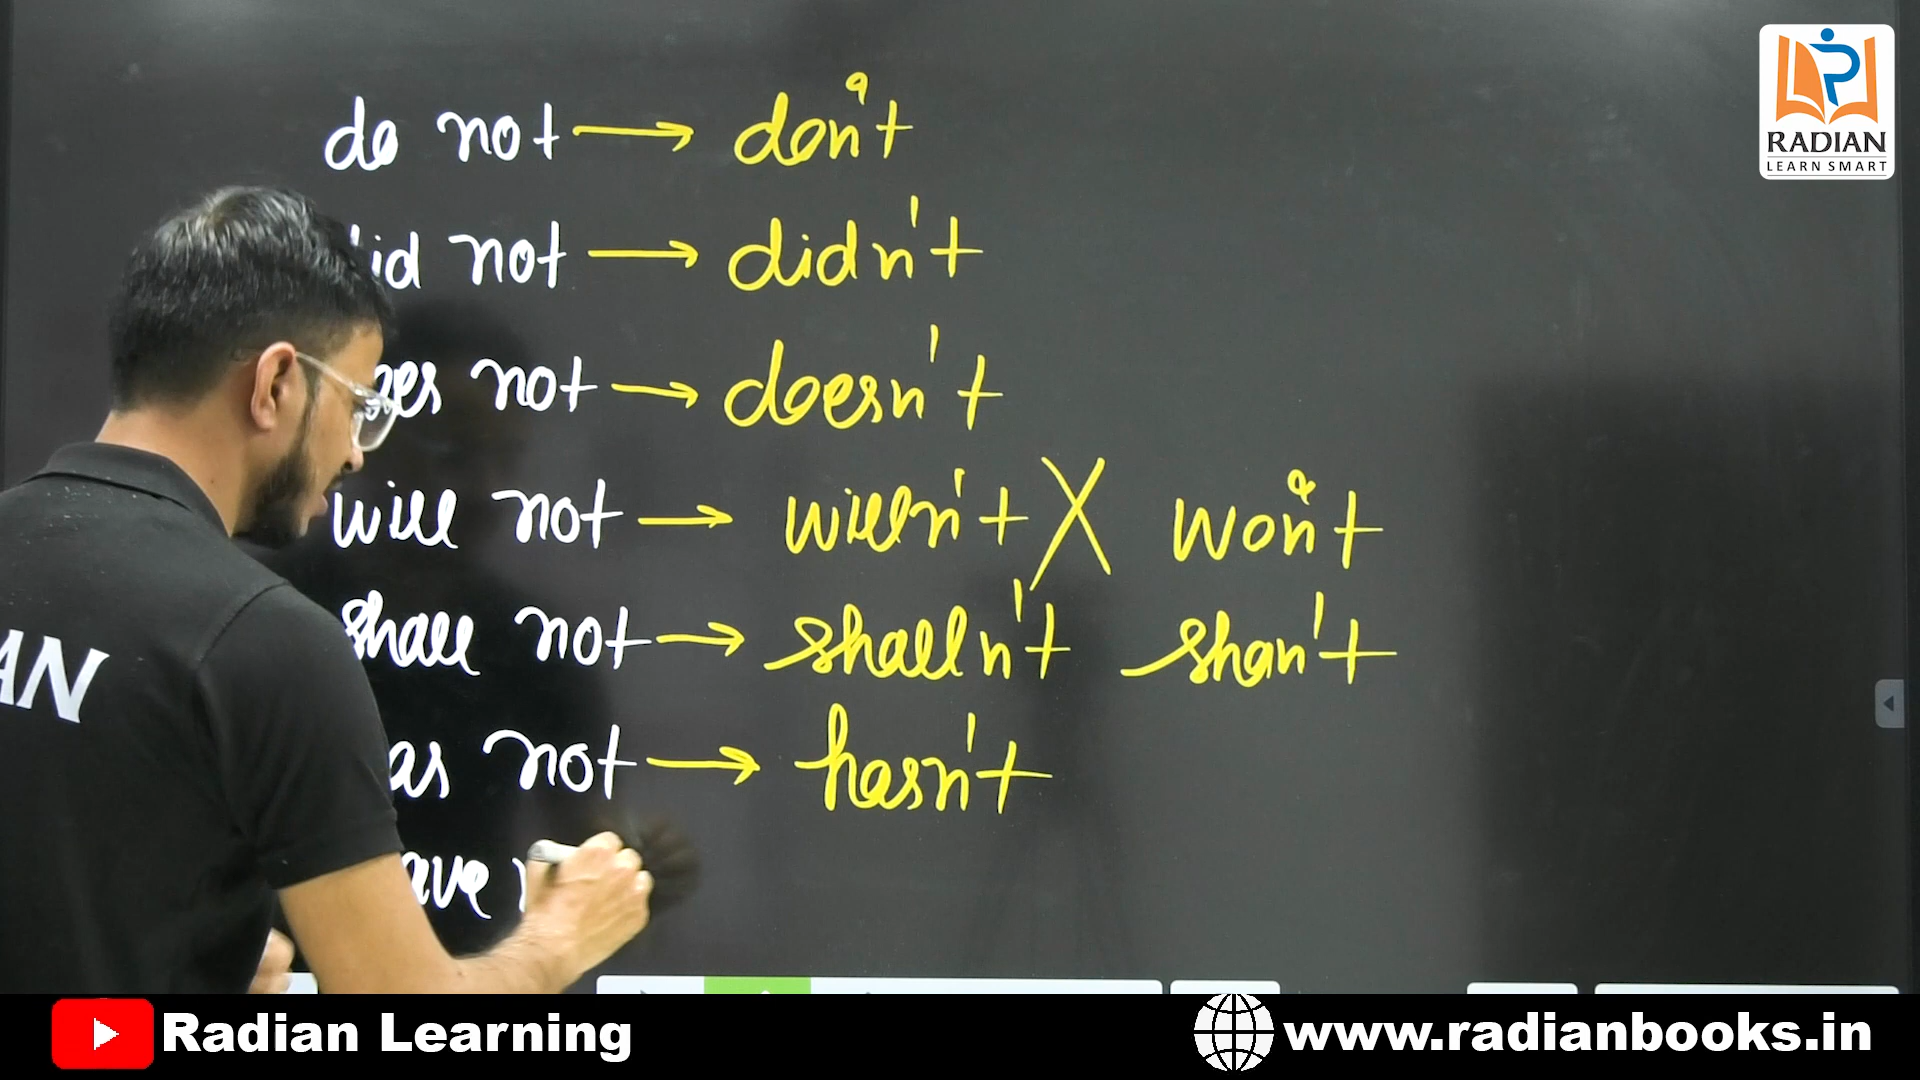 do not → don't
id not → didn't
oes not → doesn't
will not → willn't X won't
shall not → shalln't shan't
as not → hasn't
ave n
AN
RADIAN
LEARN SMART
Radian Learning
www.radianbooks.in